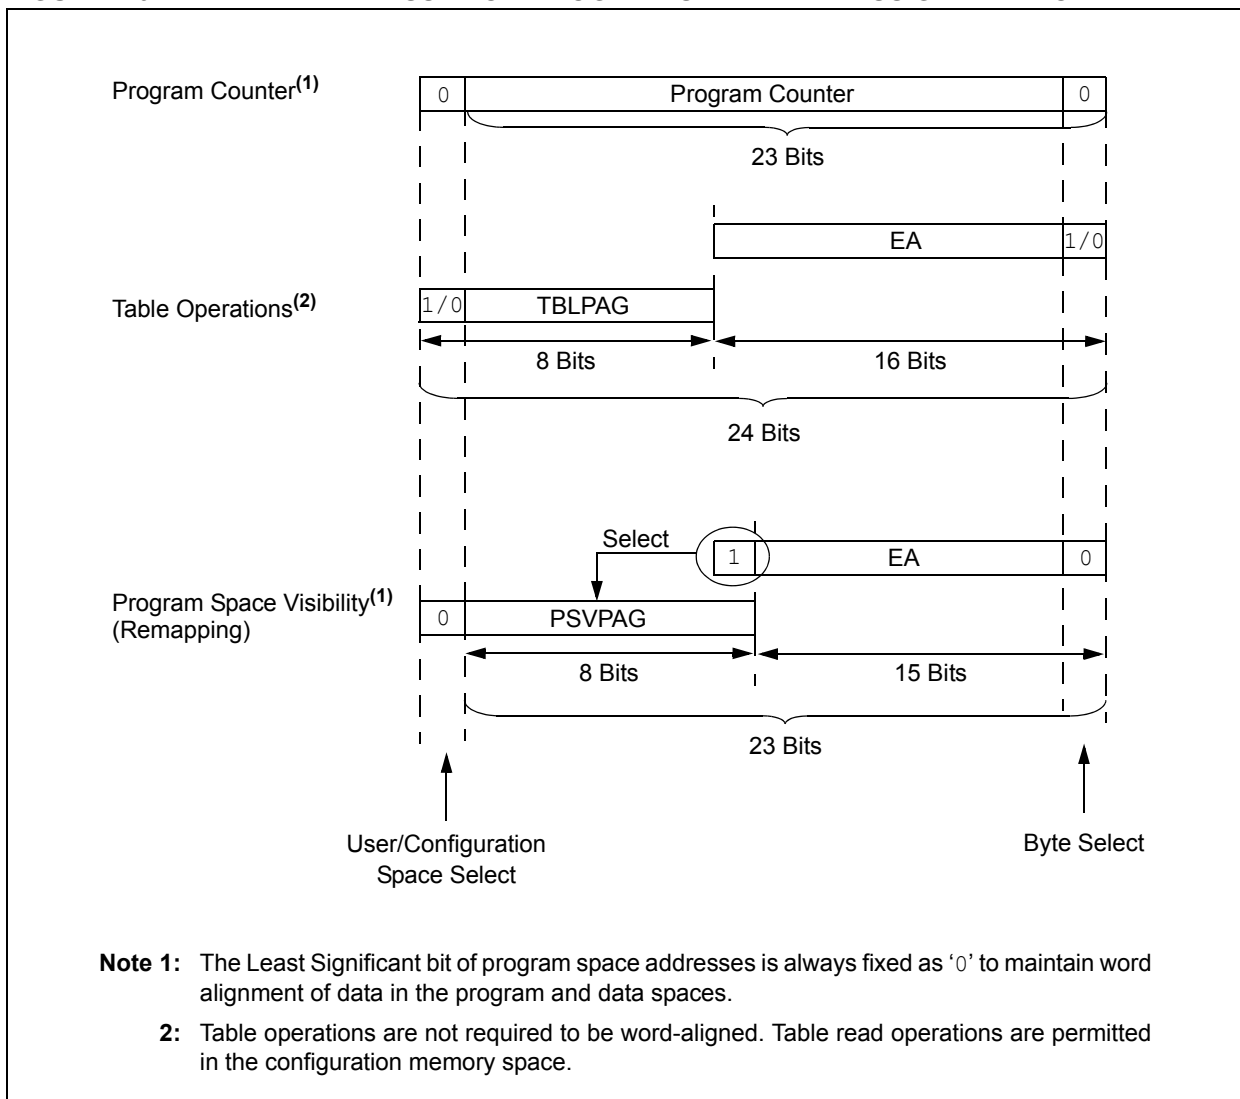 Program Counter(1)
0 Program Counter 0
23 Bits
EA 1/0
Table Operations(2)
1/0 TBLPAG
8 Bits 16 Bits
24 Bits
Select
1 EA 0
Program Space Visibility(1)
(Remapping)
0 PSVPAG
8 Bits 15 Bits
23 Bits
User/Configuration
Space Select
Byte Select
Note 1: The Least Significant bit of program space addresses is always fixed as ‘0’ to maintain word
alignment of data in the program and data spaces.
2: Table operations are not required to be word-aligned. Table read operations are permitted
in the configuration memory space.